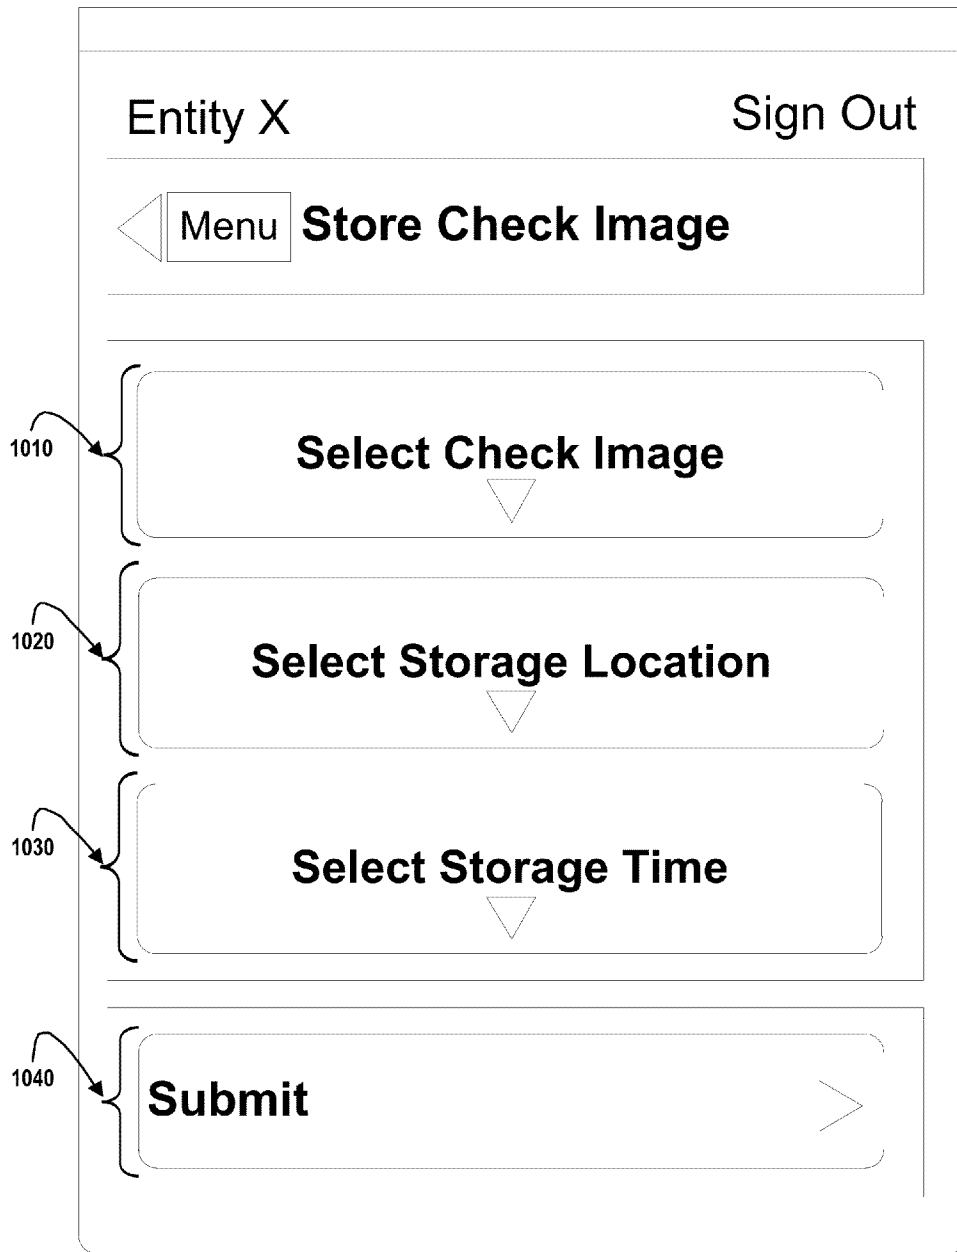 Entity X
Sign Out
Menu
Store Check Image
1010
Select Check Image
1020
Select Storage Location
1030
Select Storage Time
1040
Submit